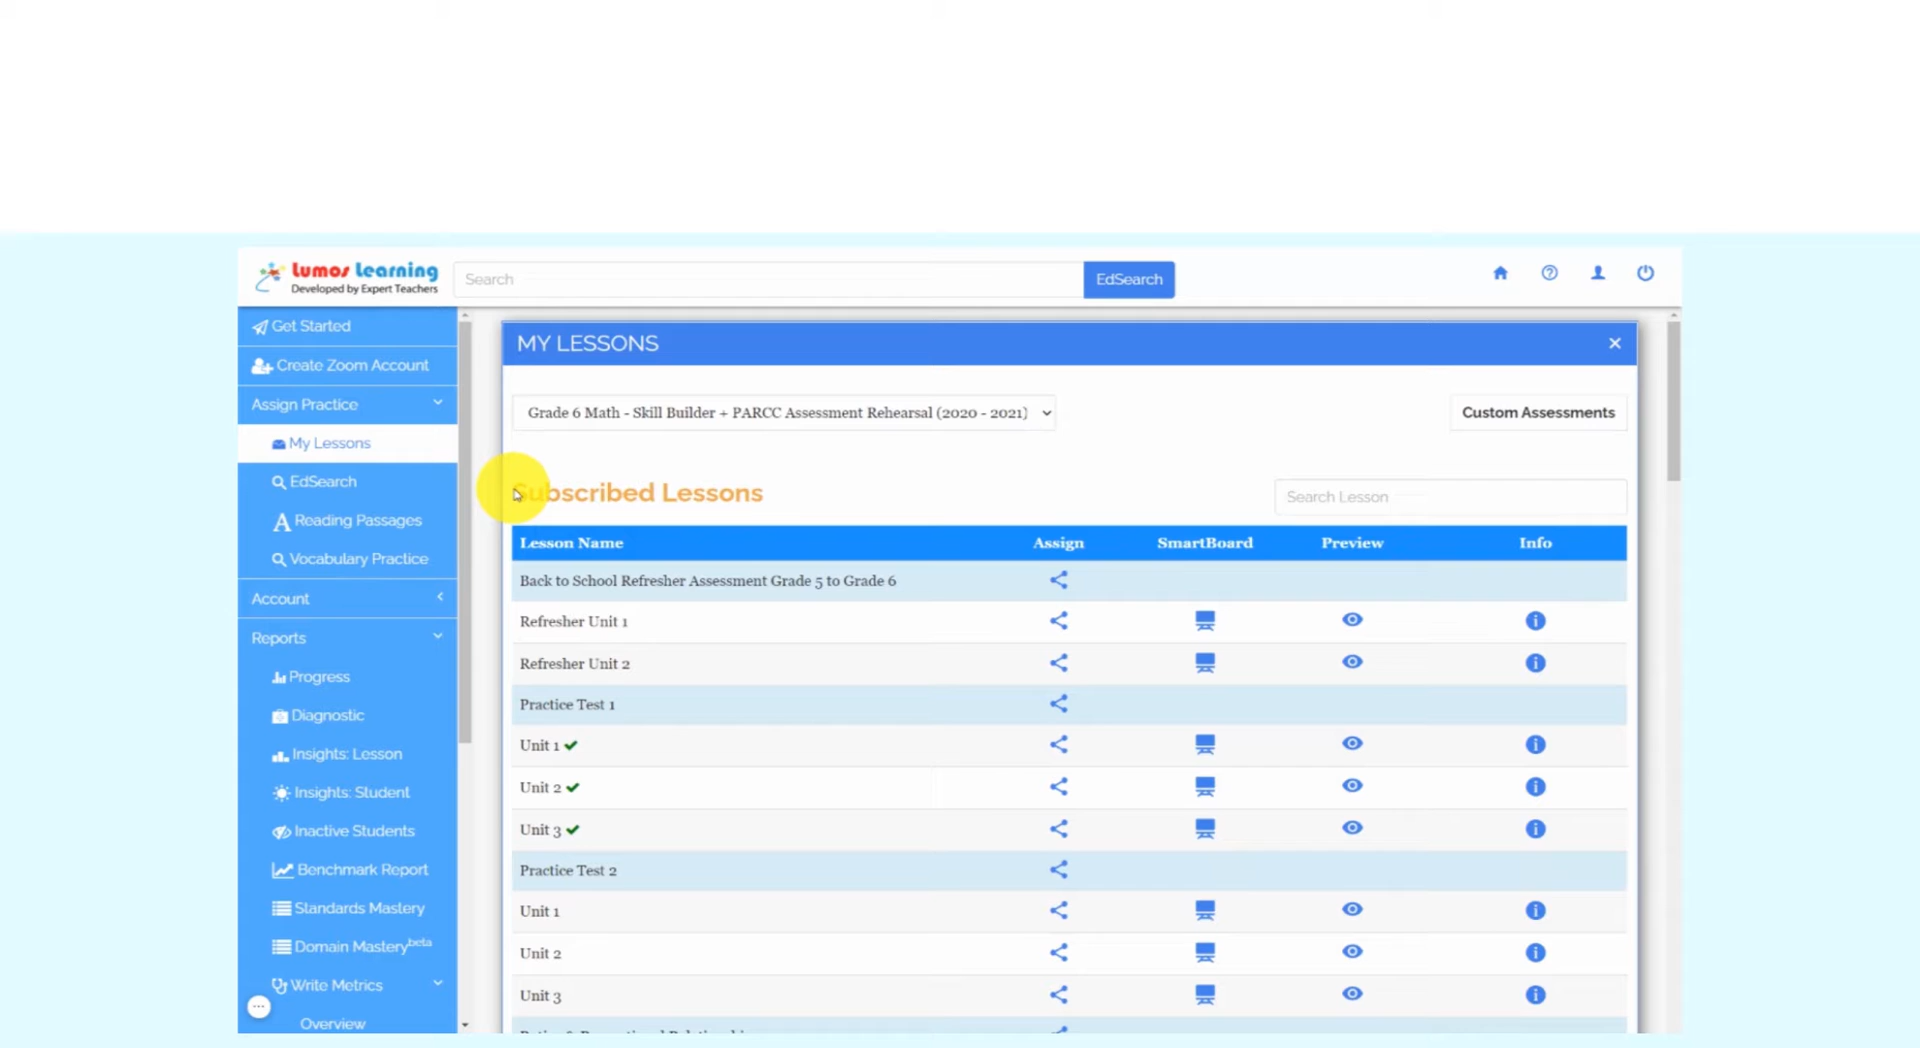 Lumos Learning
Developed by Expert Teachers
Search
EdSearch
Get Started
Create Zoom Account
Assign Practice
My Lessons
EdSearch
Reading Passages
Vocabulary Practice
Account
Reports
Progress
Diagnostic
Insights: Lesson
Insights: Student
Inactive Students
Benchmark Report
Standards Mastery
Domain Mastery beta
Write Metrics
Overview
MY LESSONS
Grade 6 Math - Skill Builder + PARCC Assessment Rehearsal (2020 - 2021)
Custom Assessments
Subscribed Lessons
Search Lesson
Lesson Name Assign SmartBoard Preview Info
Back to School Refresher Assessment Grade 5 to Grade 6
Refresher Unit 1
Refresher Unit 2
Practice Test 1
Unit 1
Unit 2
Unit 3
Practice Test 2
Unit 1
Unit 2
Unit 3